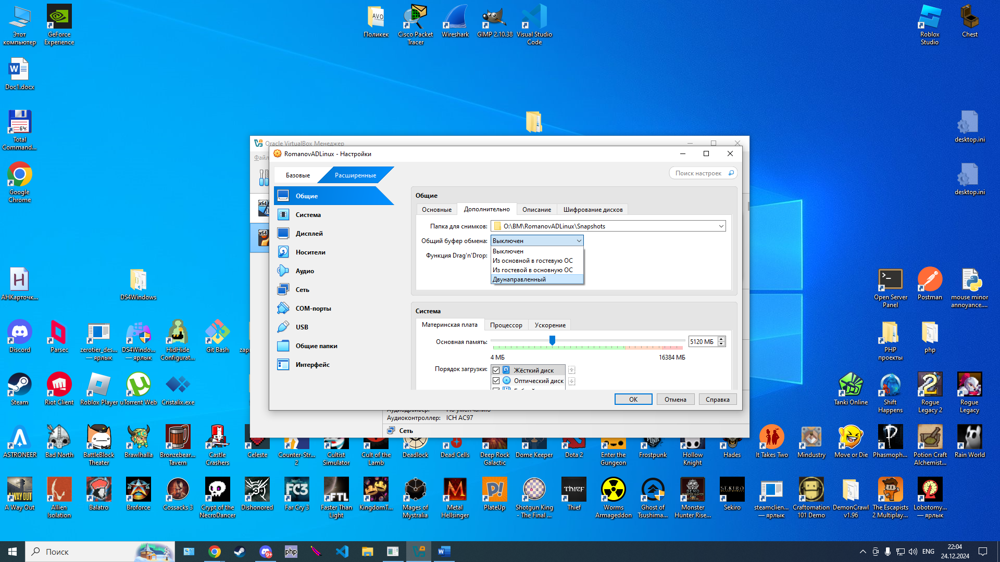 Этот
компьютер
GeForce
Experience
AVO
Поликек
Cisco Packet
Tracer
Wireshark
GIMP 2.10.38
Visual Studio
Code
Roblox
Studio
Chest
Doc1.docx
Total
Command...
desktop.ini
Google
Chrome
desktop.ini
Oracle VirtualBox Менеджер
Файл
RomanovADLinux - Настройки
Базовые
Расширенные
Поиск настроек
Общие
Система
Дисплей
Носители
Аудио
Сеть
COM-порты
USB
Общие папки
Интерфейс
Общие
Основные
Дополнительно
Описание
Шифрование дисков
Папка для снимков:
O:\ВМ\RomanovADLinux\Snapshots
Общий буфер обмена:
Выключен
Функция Drag'n'Drop:
Выключен
Из основной в гостевую ОС
Из гостевой в основную ОС
Двунаправленный
Система
Материнская плата
Процессор
Ускорение
Основная память:
5120 МБ
4 МБ
16384 МБ
Порядок загрузки:
Жёсткий диск
Оптический диск
OK
Отмена
Справка
Аудиодрайвер: По умолчанию
Аудиоконтроллер: ICH AC97
Сеть
x64
x64
АНКарточк...
DS4Windows
Open Server
Panel
Postman
mouse minor
annoyance....
Discord
Parsec
zerotier_des...
— ярлык
DS4Windo...
— ярлык
HidHide
Configurat...
Git Bash
zap
PHP
проекты
php
Steam
Riot Client
Roblox Player
uTorrent Web
Cristalix.exe
Tanki Online
Shift
Happens
Rogue
Legacy 2
Rogue
Legacy
ASTRONEER
Bad North
BattleBlock
Theater
Brawlhalla
Bronzebear...
Tavern
Castle
Crashers
Celeste
Counter-Str...
2
Cultist
Simulator
Cult of the
Lamb
Deadlock
Dead Cells
Deep Rock
Galactic
Dome Keeper
Dota 2
Enter the
Gungeon
Frostpunk
Hollow
Knight
Hades
It Takes Two
Mindustry
Move or Die
Phasmoph...
Potion Craft
Alchemist...
Rain World
A Way Out
Allien
Isolation
Balatro
Broforce
Cossacks 3
Crypt of the
NecroDancer
Dishonored
Far Cry 3
Faster Than
Light
KingdomT...
Mages of
Mystralia
Metal
Hellsinger
PlateUp
Shotgun King
- The Final ...
Thief
Worms
Armageddon
Ghost of
Tsushima...
Monster
Hunter Rise...
Sekiro
steamclien...
— ярлык
Craftomation
101 Demo
DemonCrawl
v1.96
The Escapists
2 Multiplay...
Lobotomy...
— ярлык
Поиск
9+
php
ENG
22:04
24.12.2024